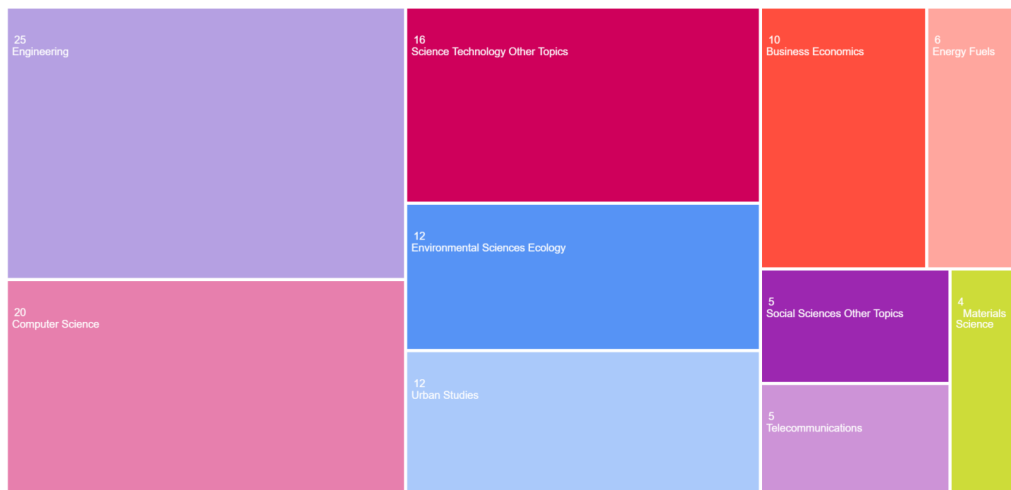 25
Engineering
20
Computer Science
16
Science Technology Other Topics
12
Environmental Sciences Ecology
12
Urban Studies
10
Business Economics
6
Energy Fuels
5
Social Sciences Other Topics
5
Telecommunications
4
Materials
Science